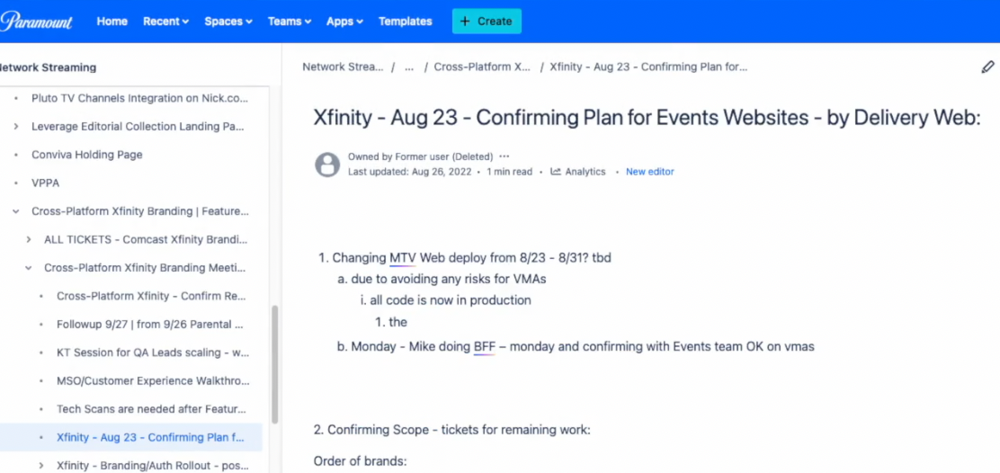 Paramount Home Recent Spaces Teams Apps Templates + Create
Network Streaming
Pluto TV Channels Integration on Nick.co...
Leverage Editorial Collection Landing Pa...
Conviva Holding Page
VPPA
Cross-Platform Xfinity Branding | Feature...
ALL TICKETS - Comcast Xfinity Brandi...
Cross-Platform Xfinity Branding Meeti...
Cross-Platform Xfinity - Confirm Re...
Followup 9/27 | from 9/26 Parental ...
KT Session for QA Leads scaling - w...
MSO/Customer Experience Walkthro...
Tech Scans are needed after Featur...
Xfinity - Aug 23 - Confirming Plan f...
Xfinity - Branding/Auth Rollout - pos...
Network Strea... / ... / Cross-Platform X... / Xfinity - Aug 23 - Confirming Plan for...
Xfinity - Aug 23 - Confirming Plan for Events Websites - by Delivery Web:
Owned by Former user (Deleted) •••
Last updated: Aug 26, 2022 • 1 min read • Analytics • New editor
1. Changing MTV Web deploy from 8/23 - 8/31? tbd
a. due to avoiding any risks for VMAs
i. all code is now in production
1. the
b. Monday - Mike doing BFF – monday and confirming with Events team OK on vmas
2. Confirming Scope - tickets for remaining work:
Order of brands: